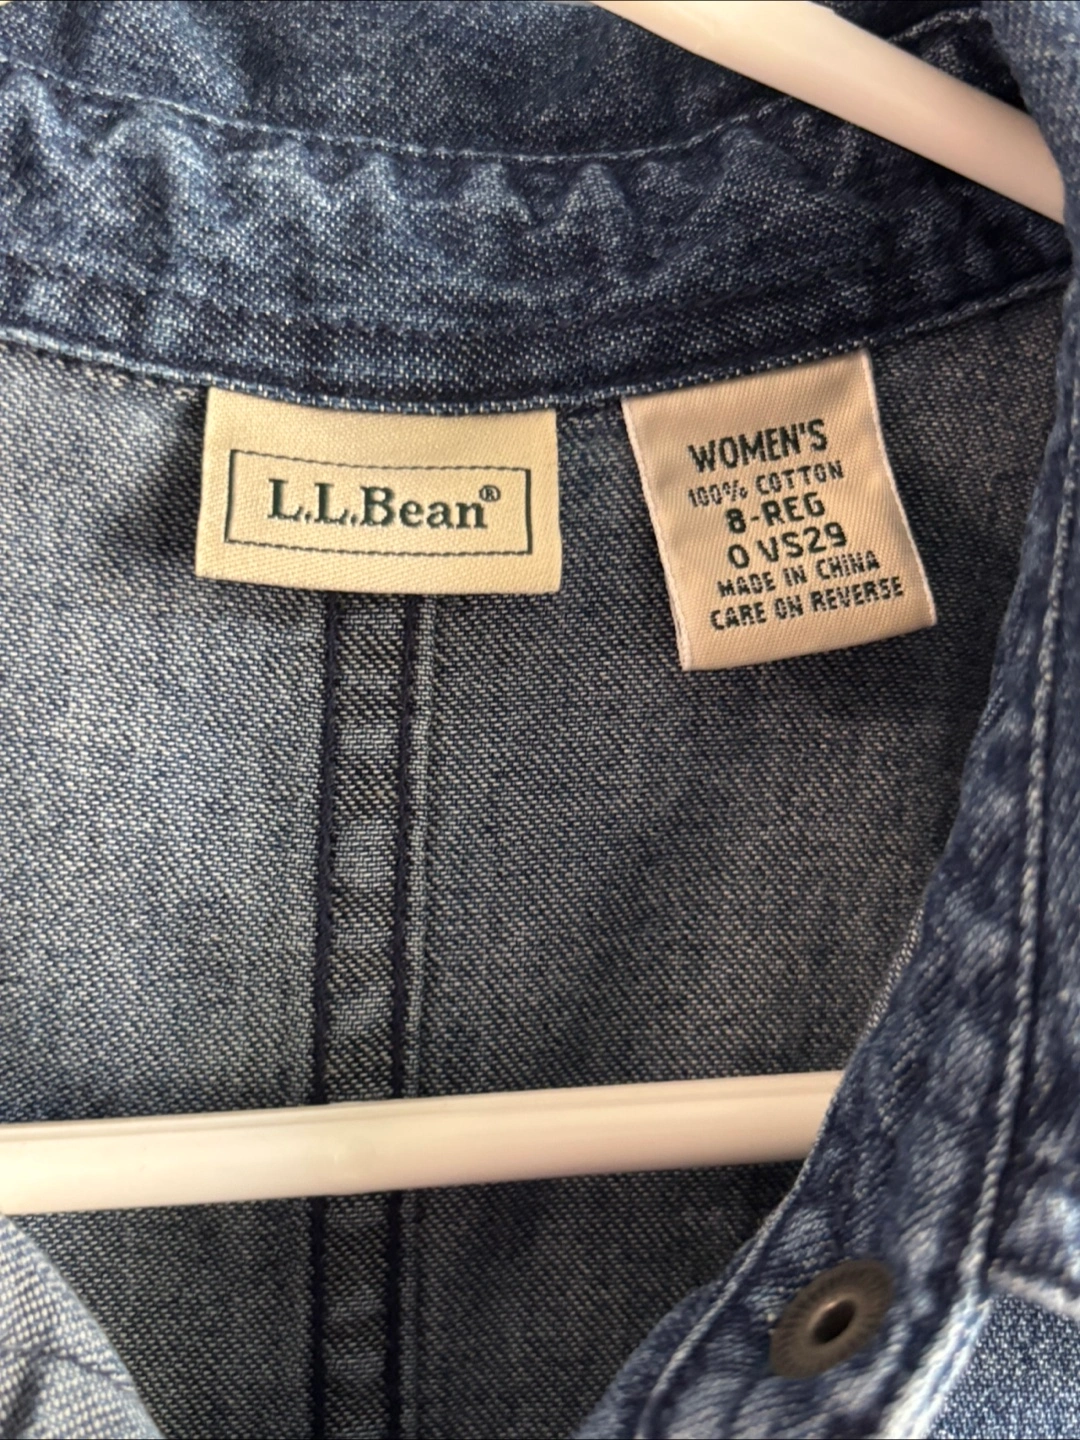 L.L.Bean®
WOMEN'S
100% COTTON
8-REG
0 VS29
MADE IN CHINA
CARE ON REVERSE